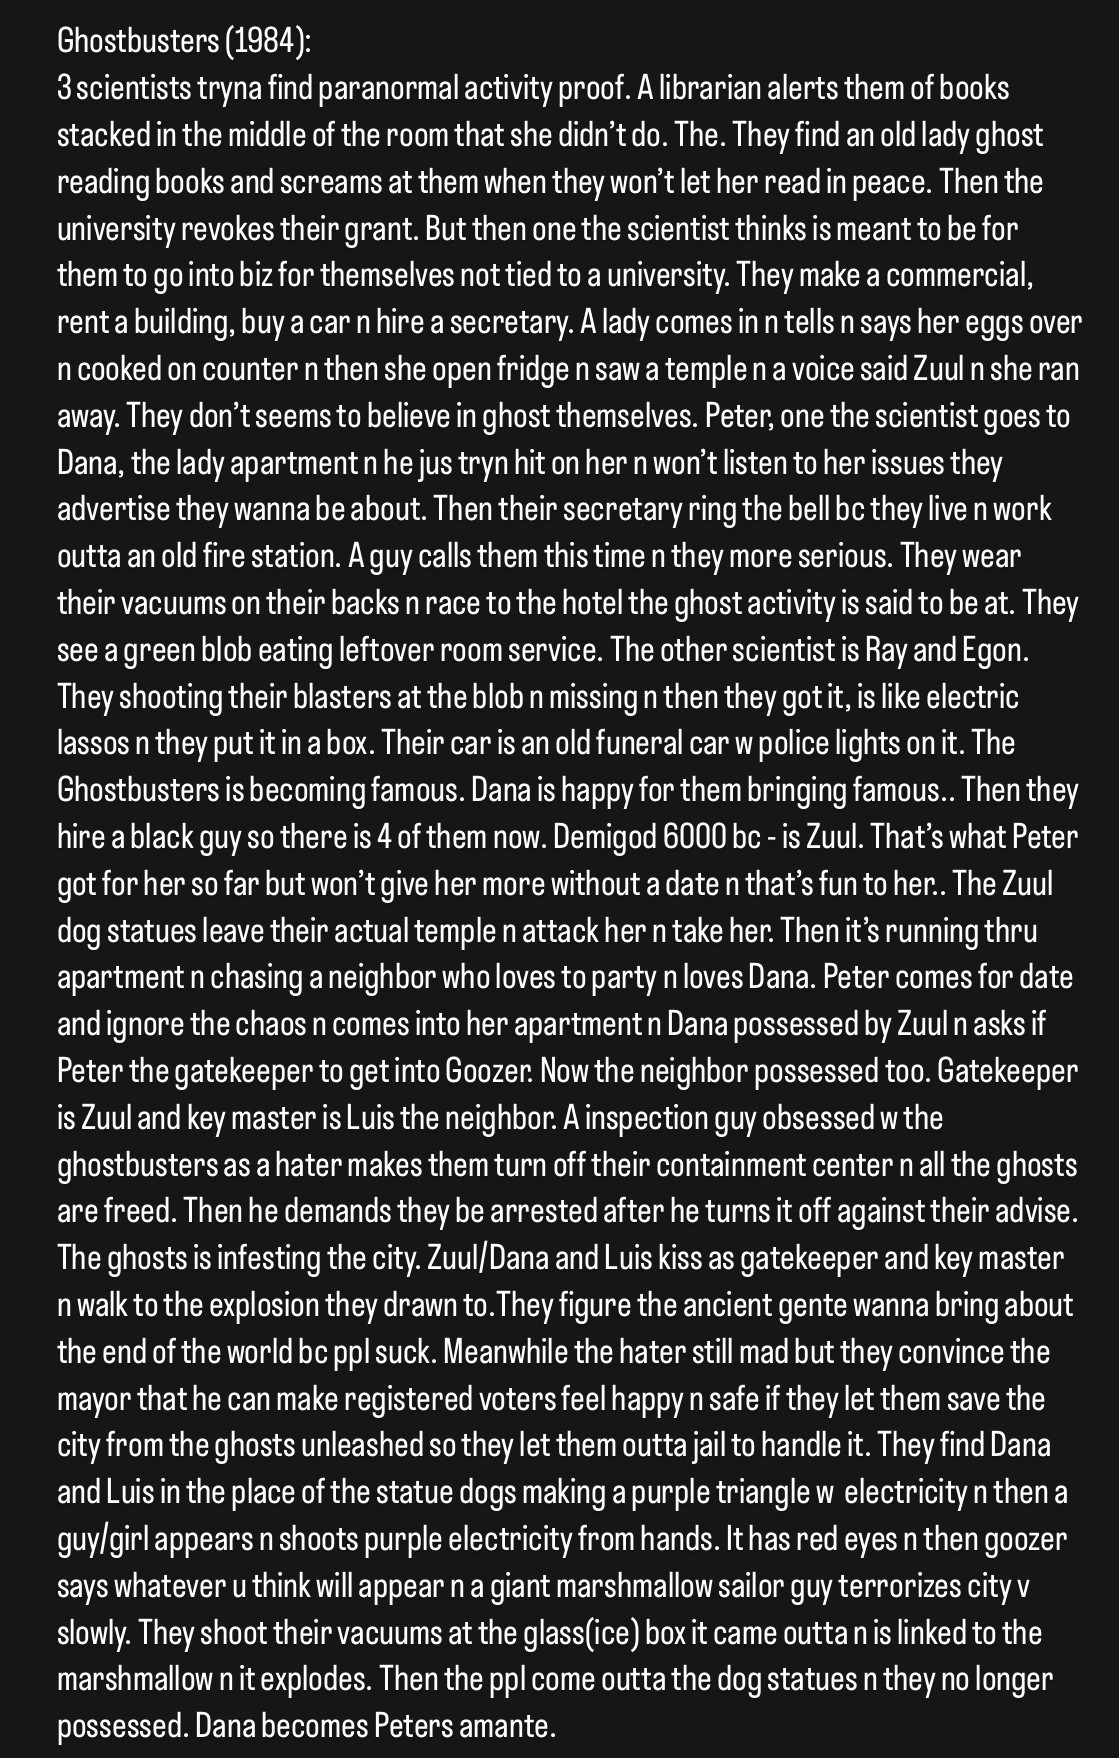 Ghostbusters (1984):
3 scientists tryna find paranormal activity proof. A librarian alerts them of books
stacked in the middle of the room that she didn’t do. The. They find an old lady ghost
reading books and screams at them when they won’t let her read in peace. Then the
university revokes their grant. But then one the scientist thinks is meant to be for
them to go into biz for themselves not tied to a university. They make a commercial,
rent a building, buy a car n hire a secretary. A lady comes in n tells n says her eggs over
n cooked on counter n then she open fridge n saw a temple n a voice said Zuul n she ran
away. They don’t seems to believe in ghost themselves. Peter, one the scientist goes to
Dana, the lady apartment n he jus tryn hit on her n won’t listen to her issues they
advertise they wanna be about. Then their secretary ring the bell bc they live n work
outta an old fire station. A guy calls them this time n they more serious. They wear
their vacuums on their backs n race to the hotel the ghost activity is said to be at. They
see a green blob eating leftover room service. The other scientist is Ray and Egon.
They shooting their blasters at the blob n missing n then they got it, is like electric
lassos n they put it in a box. Their car is an old funeral car w police lights on it. The
Ghostbusters is becoming famous. Dana is happy for them bringing famous.. Then they
hire a black guy so there is 4 of them now. Demigod 6000 bc - is Zuul. That’s what Peter
got for her so far but won’t give her more without a date n that’s fun to her.. The Zuul
dog statues leave their actual temple n attack her n take her. Then it’s running thru
apartment n chasing a neighbor who loves to party n loves Dana. Peter comes for date
and ignore the chaos n comes into her apartment n Dana possessed by Zuul n asks if
Peter the gatekeeper to get into Goozer. Now the neighbor possessed too. Gatekeeper
is Zuul and key master is Luis the neighbor. A inspection guy obsessed w the
ghostbusters as a hater makes them turn off their containment center n all the ghosts
are freed. Then he demands they be arrested after he turns it off against their advise.
The ghosts is infesting the city. Zuul/Dana and Luis kiss as gatekeeper and key master
n walk to the explosion they drawn to.They figure the ancient gente wanna bring about
the end of the world bc ppl suck. Meanwhile the hater still mad but they convince the
mayor that he can make registered voters feel happy n safe if they let them save the
city from the ghosts unleashed so they let them outta jail to handle it. They find Dana
and Luis in the place of the statue dogs making a purple triangle w  electricity n then a
guy/girl appears n shoots purple electricity from hands. It has red eyes n then goozer
says whatever u think will appear n a giant marshmallow sailor guy terrorizes city v
slowly. They shoot their vacuums at the glass(ice) box it came outta n is linked to the
marshmallow n it explodes. Then the ppl come outta the dog statues n they no longer
possessed. Dana becomes Peters amante.